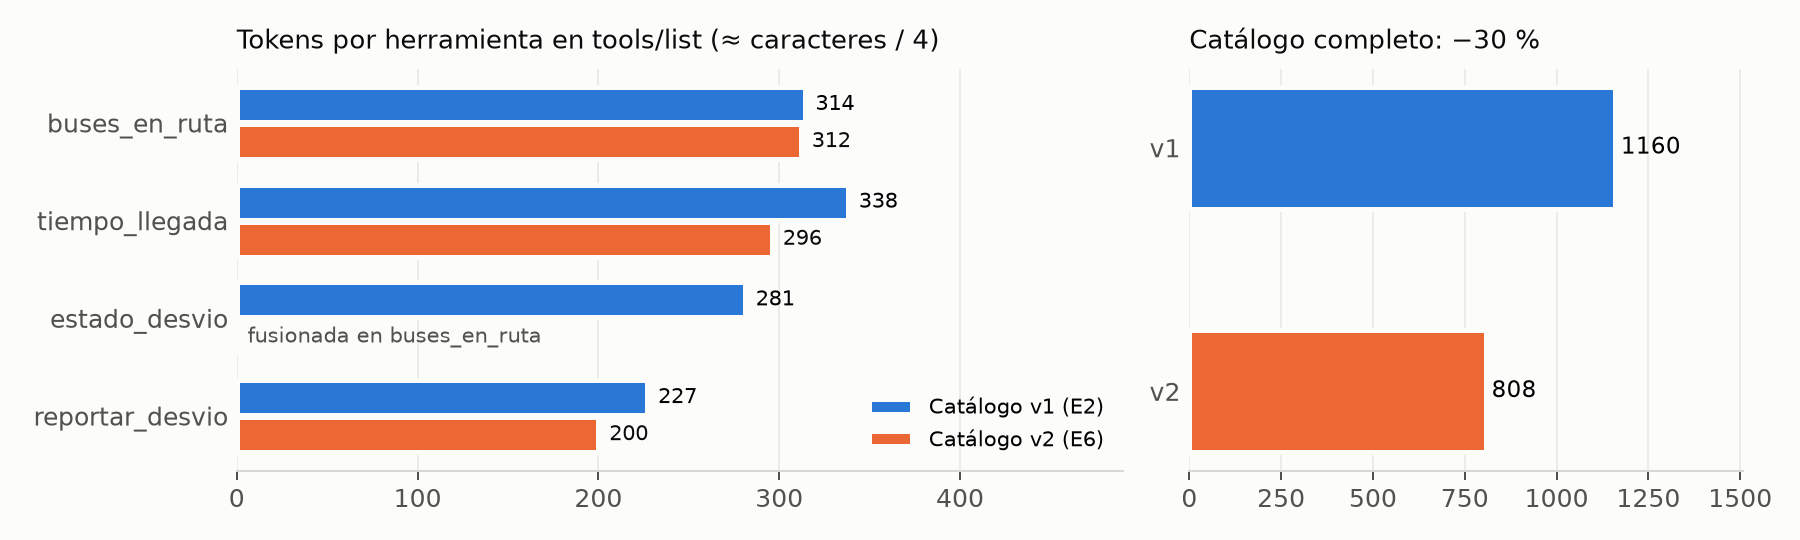 Tokens por herramienta en tools/list (≈ caracteres / 4)
buses_en_ruta
314
312
tiempo_llegada
338
296
estado_desvio
281
fusionada en buses_en_ruta
reportar_desvio
227
200
Catálogo v1 (E2)
Catálogo v2 (E6)
0 100 200 300 400
Catálogo completo: −30 %
v1
1160
v2
808
0 250 500 750 1000 1250 1500